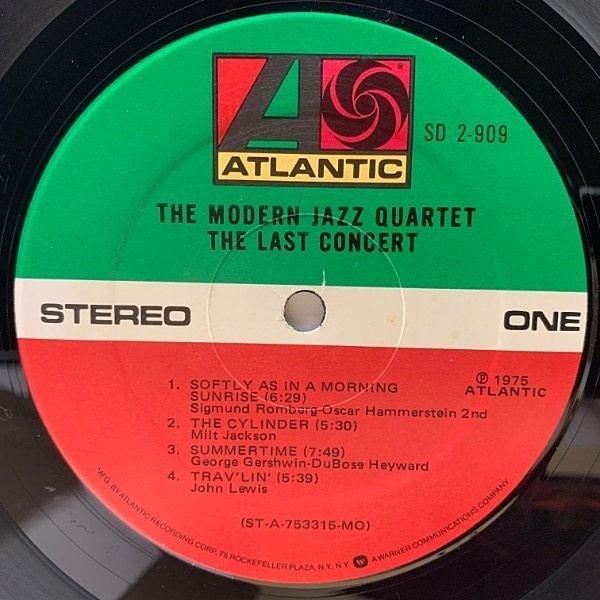 ATLANTIC
SD 2-909
THE MODERN JAZZ QUARTET
THE LAST CONCERT
STEREO
ONE
℗ 1975
ATLANTIC
1. SOFTLY AS IN A MORNING
SUNRISE (6:29)
Sigmund Romberg-Oscar Hammerstein 2nd
2. THE CYLINDER (5:30)
Milt Jackson
3. SUMMERTIME (7:49)
George Gershwin-DuBose Heyward
4. TRAV'LIN' (5:39)
John Lewis
(ST-A-753315-MO)
MFG. BY ATLANTIC RECORDING CORP. 75 ROCKEFELLER PLAZA, N.Y. N.Y. A WARNER COMMUNICATIONS COMPANY